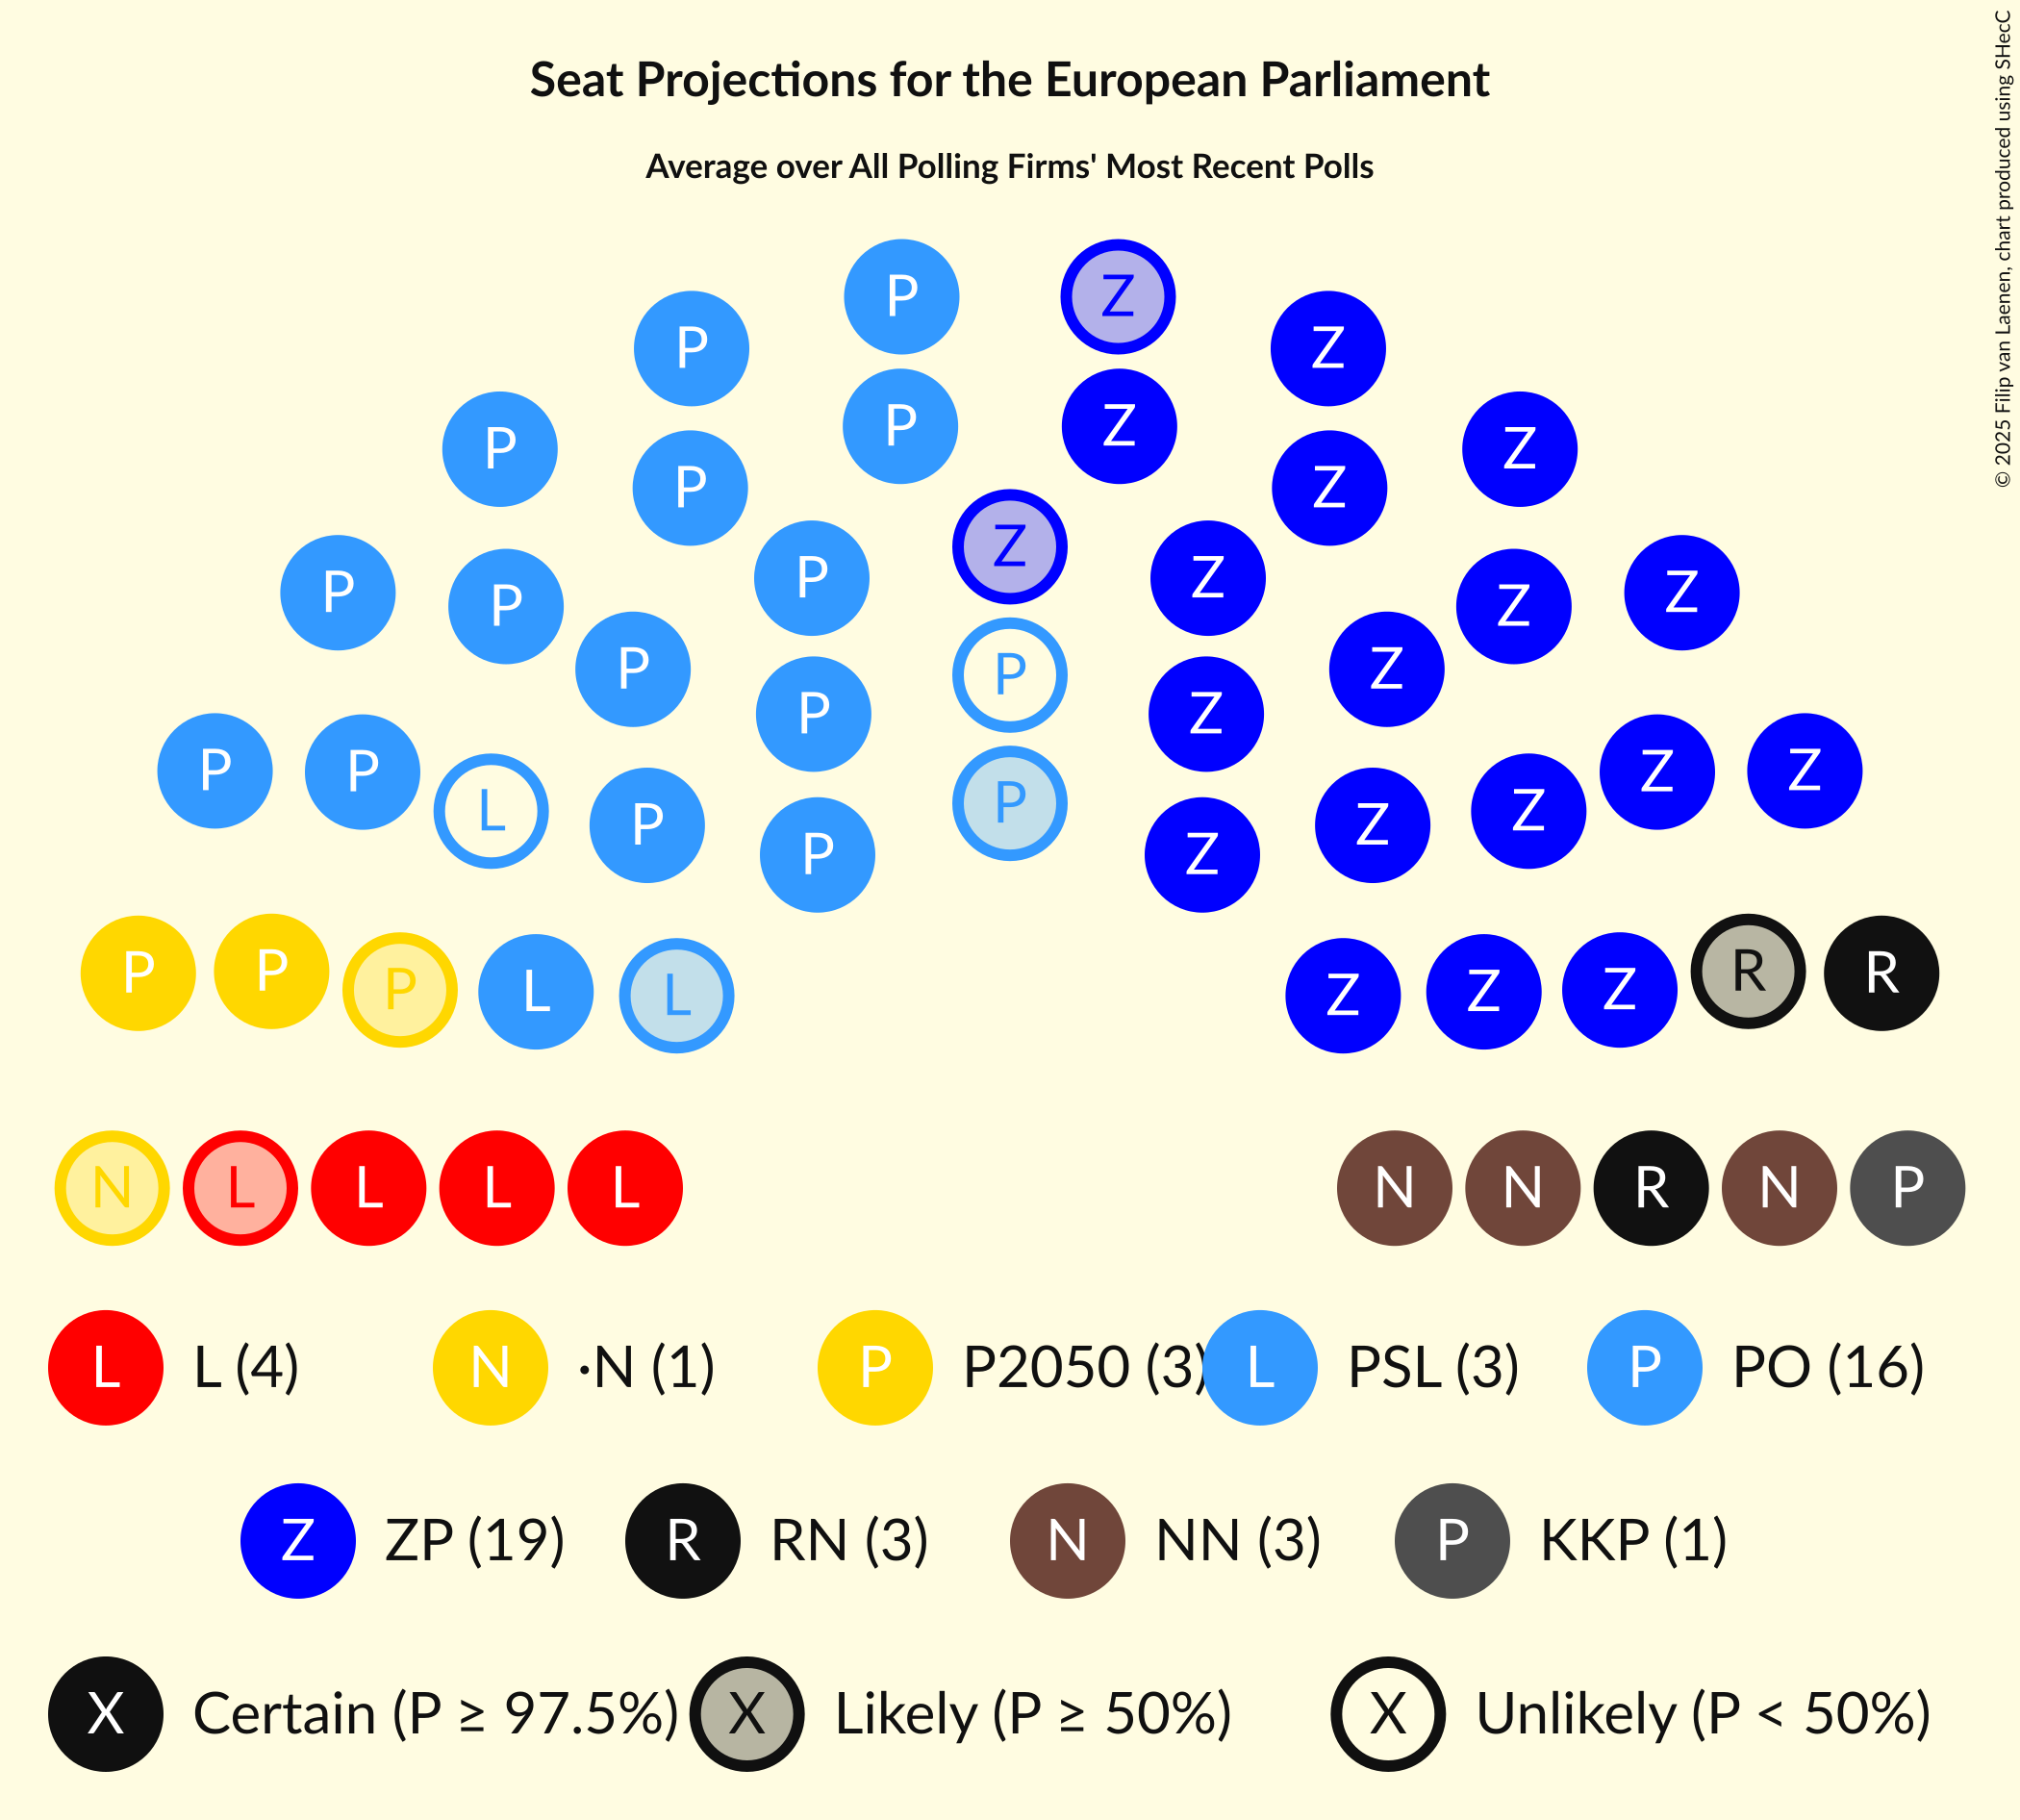 Seat Projections for the European Parliament
Average over All Polling Firms' Most Recent Polls
© 2025 Filip van Laenen, chart produced using SHecC
P Z
P Z
P Z
P Z
P Z
P Z
Z
P Z
P Z
P Z
P Z
P
P Z
P Z
P Z
P
L Z
P Z
P Z
P P L L Z Z Z R R
N L L L L N N R N P
L L (4) N ·N (1) P P2050 (3) L PSL (3) P PO (16)
Z ZP (19) R RN (3) N NN (3) P KKP (1)
X Certain (P ≥ 97.5%) X Likely (P ≥ 50%) X Unlikely (P < 50%)